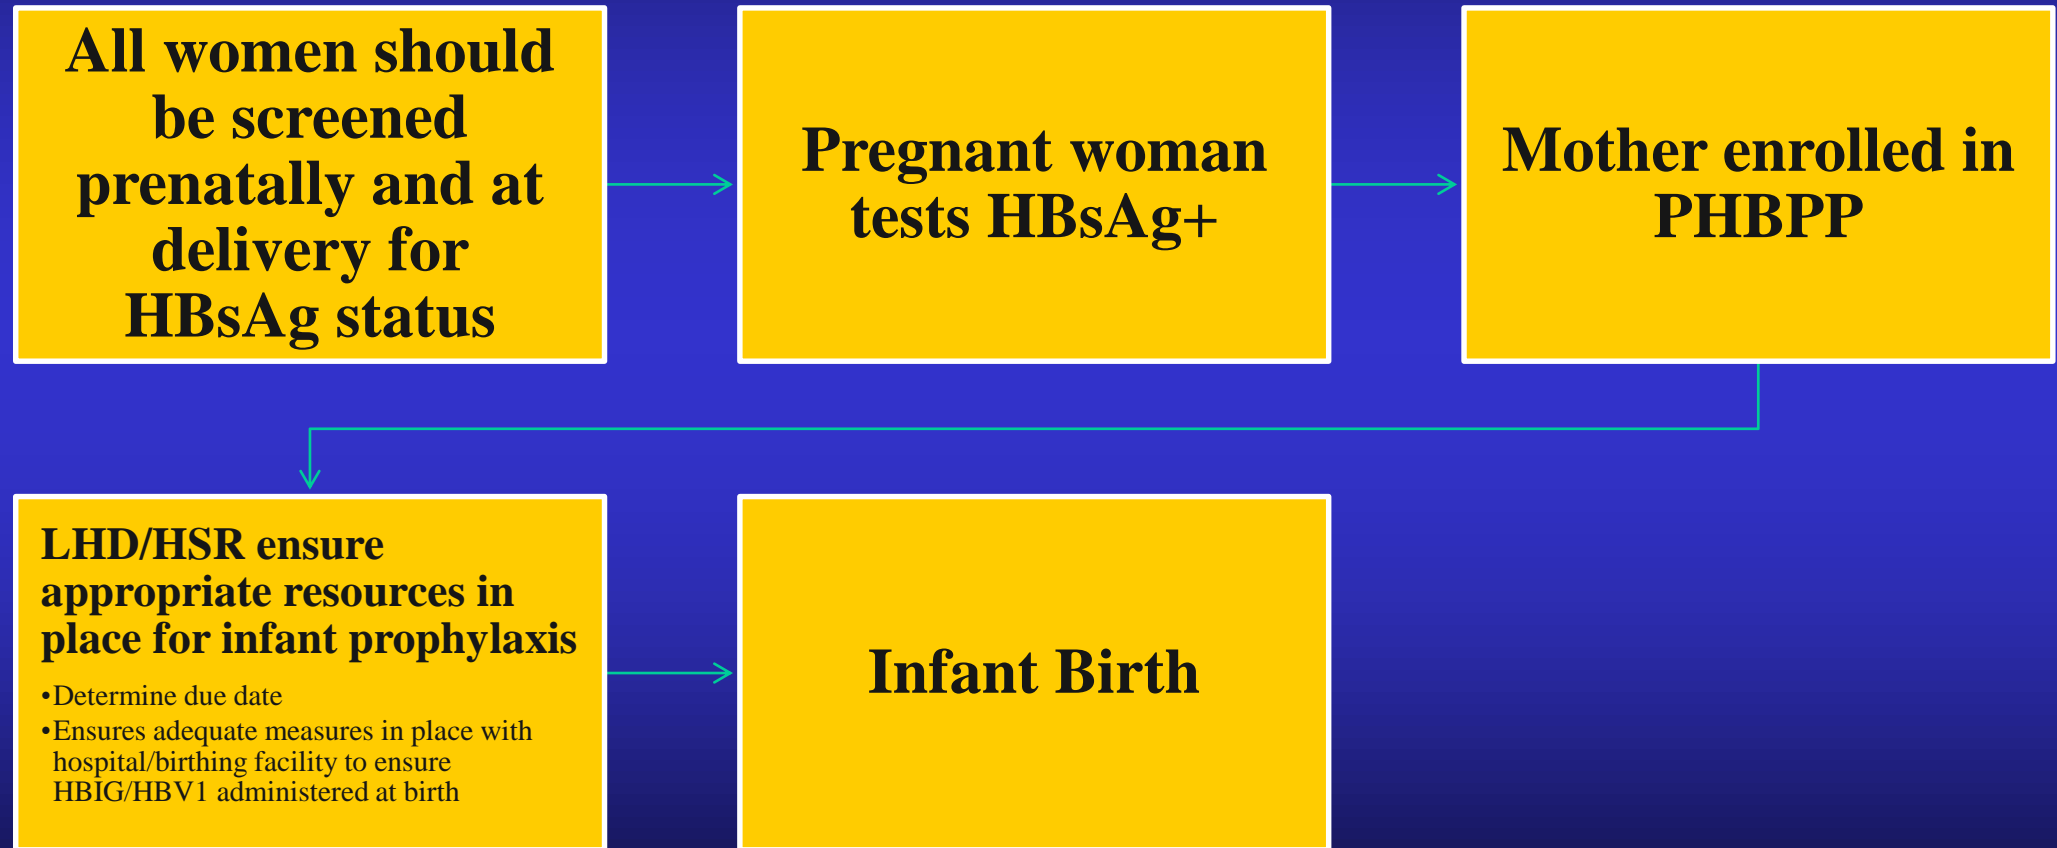 All women should
be screened
prenatally and at
delivery for
HBsAg status
Pregnant woman
tests HBsAg+
Mother enrolled in
PHBPP
LHD/HSR ensure
appropriate resources in
place for infant prophylaxis
•Determine due date
•Ensures adequate measures in place with
hospital/birthing facility to ensure
HBIG/HBV1 administered at birth
Infant Birth